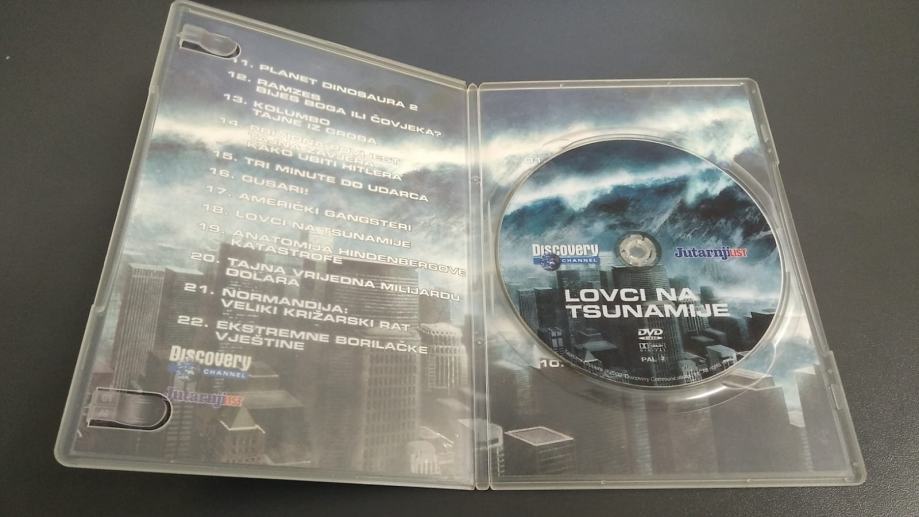 11. PLANET DINOSAURA 2
12. RAMZES
BIJES BOGA ILI ČOVJEKA?
13. KOLUMBO
TAJNE IZ GROBA
14.
KAKO UBITI HITLERA
15. TRI MINUTE DO UDARCA
16. GUSARI!
17. AMERIČKI GANGSTERI
18. LOVCI NA TSUNAMIJE
19. ANATOMIJA HINDENBERGOVE
KATASTROFE
20. TAJNA VRIJEDNA MILIJARDU
DOLARA
21. NORMANDIJA:
VELIKI KRIŽARSKI RAT
22. EKSTREMNE BORILAČKE
VJEŠTINE
Discovery
CHANNEL
Jutarnji LIST
Discovery
CHANNEL
Jutarnji LIST
LOVCI NA
TSUNAMIJE
DVD
VIDEO
PAL 2
10.